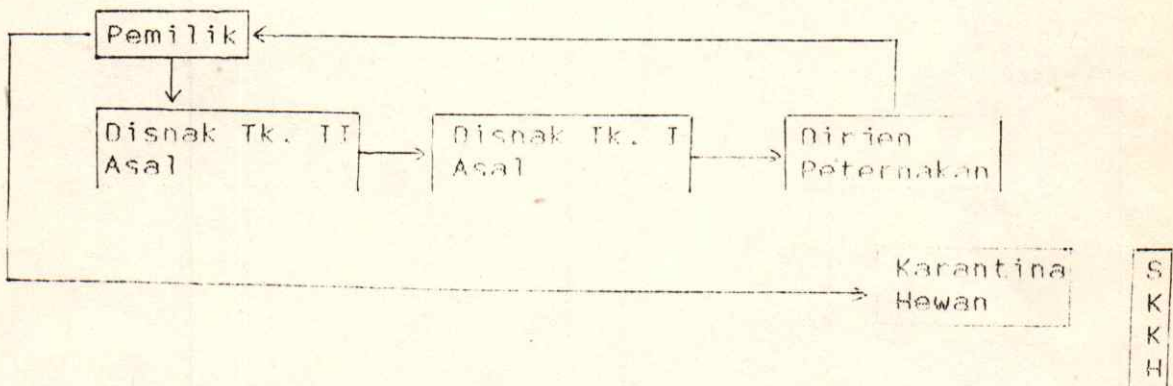 Pemilik
Disnak Tk. II
Asal
Disnak Tk. I
Asal
Dirjen
Peternakan
Karantina
Hewan
S
K
K
H